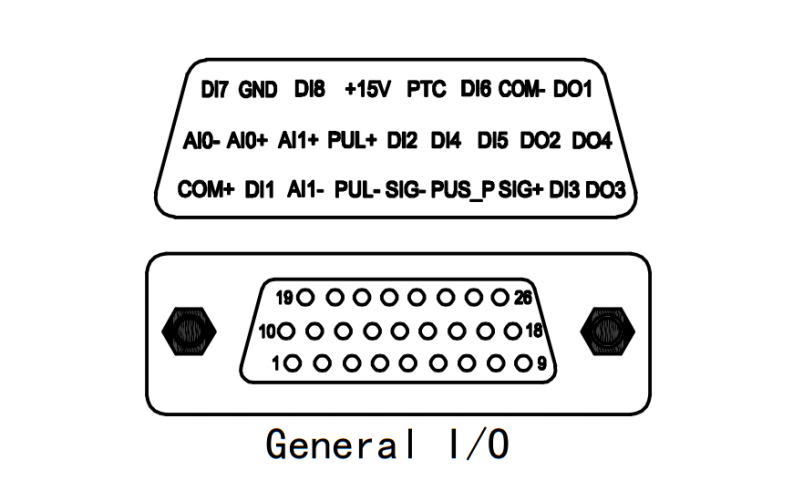 DI7 GND DI8 +15V PTC DI6 COM- DO1
AI0- AI0+ AI1+ PUL+ DI2 DI4 DI5 DO2 DO4
COM+ DI1 AI1- PUL- SIG- PUS_P SIG+ DI3 DO3
19 26
10 18
1 9
General I/O